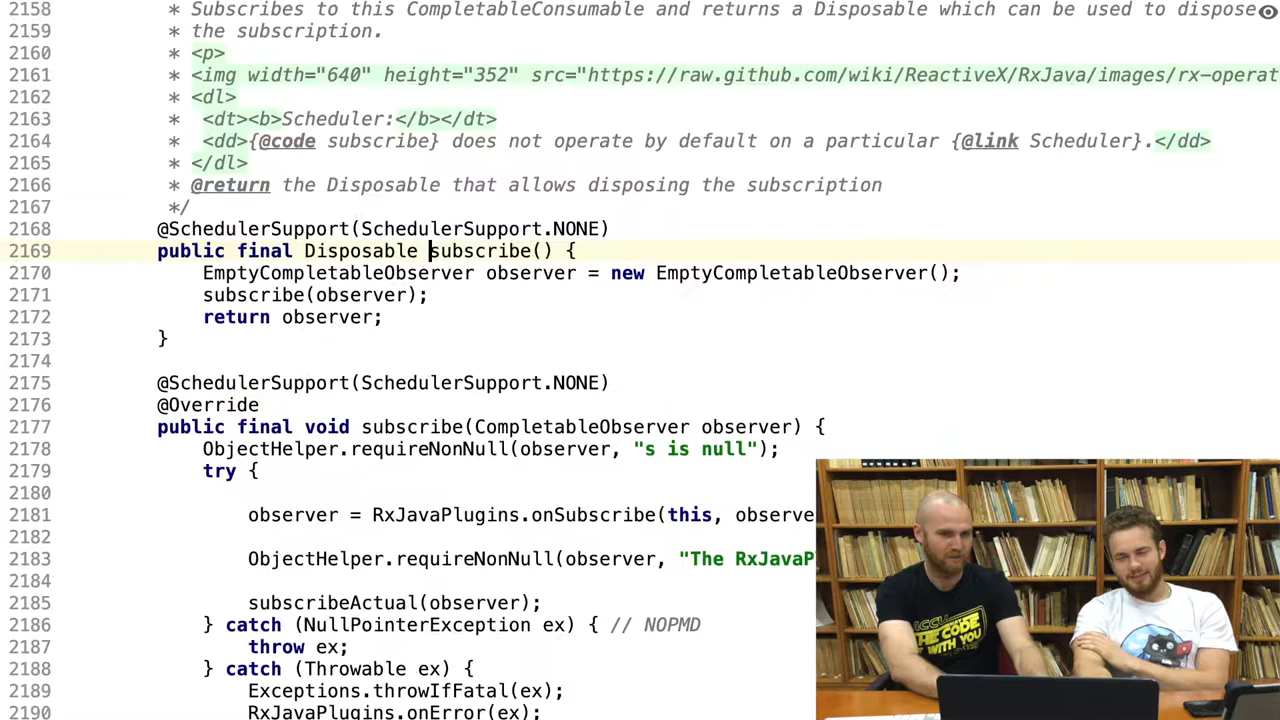 2158 * Subscribes to this CompletableConsumable and returns a Disposable which can be used to dispose
2159 * the subscription.
2160 * <p>
2161 * <img width="640" height="352" src="https://raw.github.com/wiki/ReactiveX/RxJava/images/rx-operat
2162 * <dl>
2163 * <dt><b>Scheduler:</b></dt>
2164 * <dd>{@code subscribe} does not operate by default on a particular {@link Scheduler}.</dd>
2165 * </dl>
2166 * @return the Disposable that allows disposing the subscription
2167 */
2168 @SchedulerSupport(SchedulerSupport.NONE)
2169 public final Disposable subscribe() {
2170 EmptyCompletableObserver observer = new EmptyCompletableObserver();
2171 subscribe(observer);
2172 return observer;
2173 }
2174
2175 @SchedulerSupport(SchedulerSupport.NONE)
2176 @Override
2177 public final void subscribe(CompletableObserver observer) {
2178 ObjectHelper.requireNonNull(observer, "s is null");
2179 try {
2180
2181 observer = RxJavaPlugins.onSubscribe(this, observe
2182
2183 ObjectHelper.requireNonNull(observer, "The RxJavaP
2184
2185 subscribeActual(observer);
2186 } catch (NullPointerException ex) { // NOPMD
2187 throw ex;
2188 } catch (Throwable ex) {
2189 Exceptions.throwIfFatal(ex);
2190 RxJavaPlugins.onError(ex);
THE CODE
WITH YOU